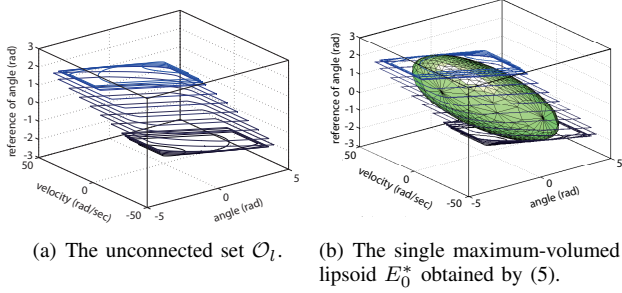 3
2
1
0
-1
-2
-3
50
0
-50
-5
0
5
reference of angle (rad)
velocity (rad/sec)
angle (rad)
3
2
1
0
-1
-2
-3
50
0
-50
-5
0
5
reference of angle (rad)
velocity (rad/sec)
angle (rad)
(a) The unconnected set 𝒪ₗ.
(b) The single maximum-volumed
lipsoid E₀* obtained by (5).